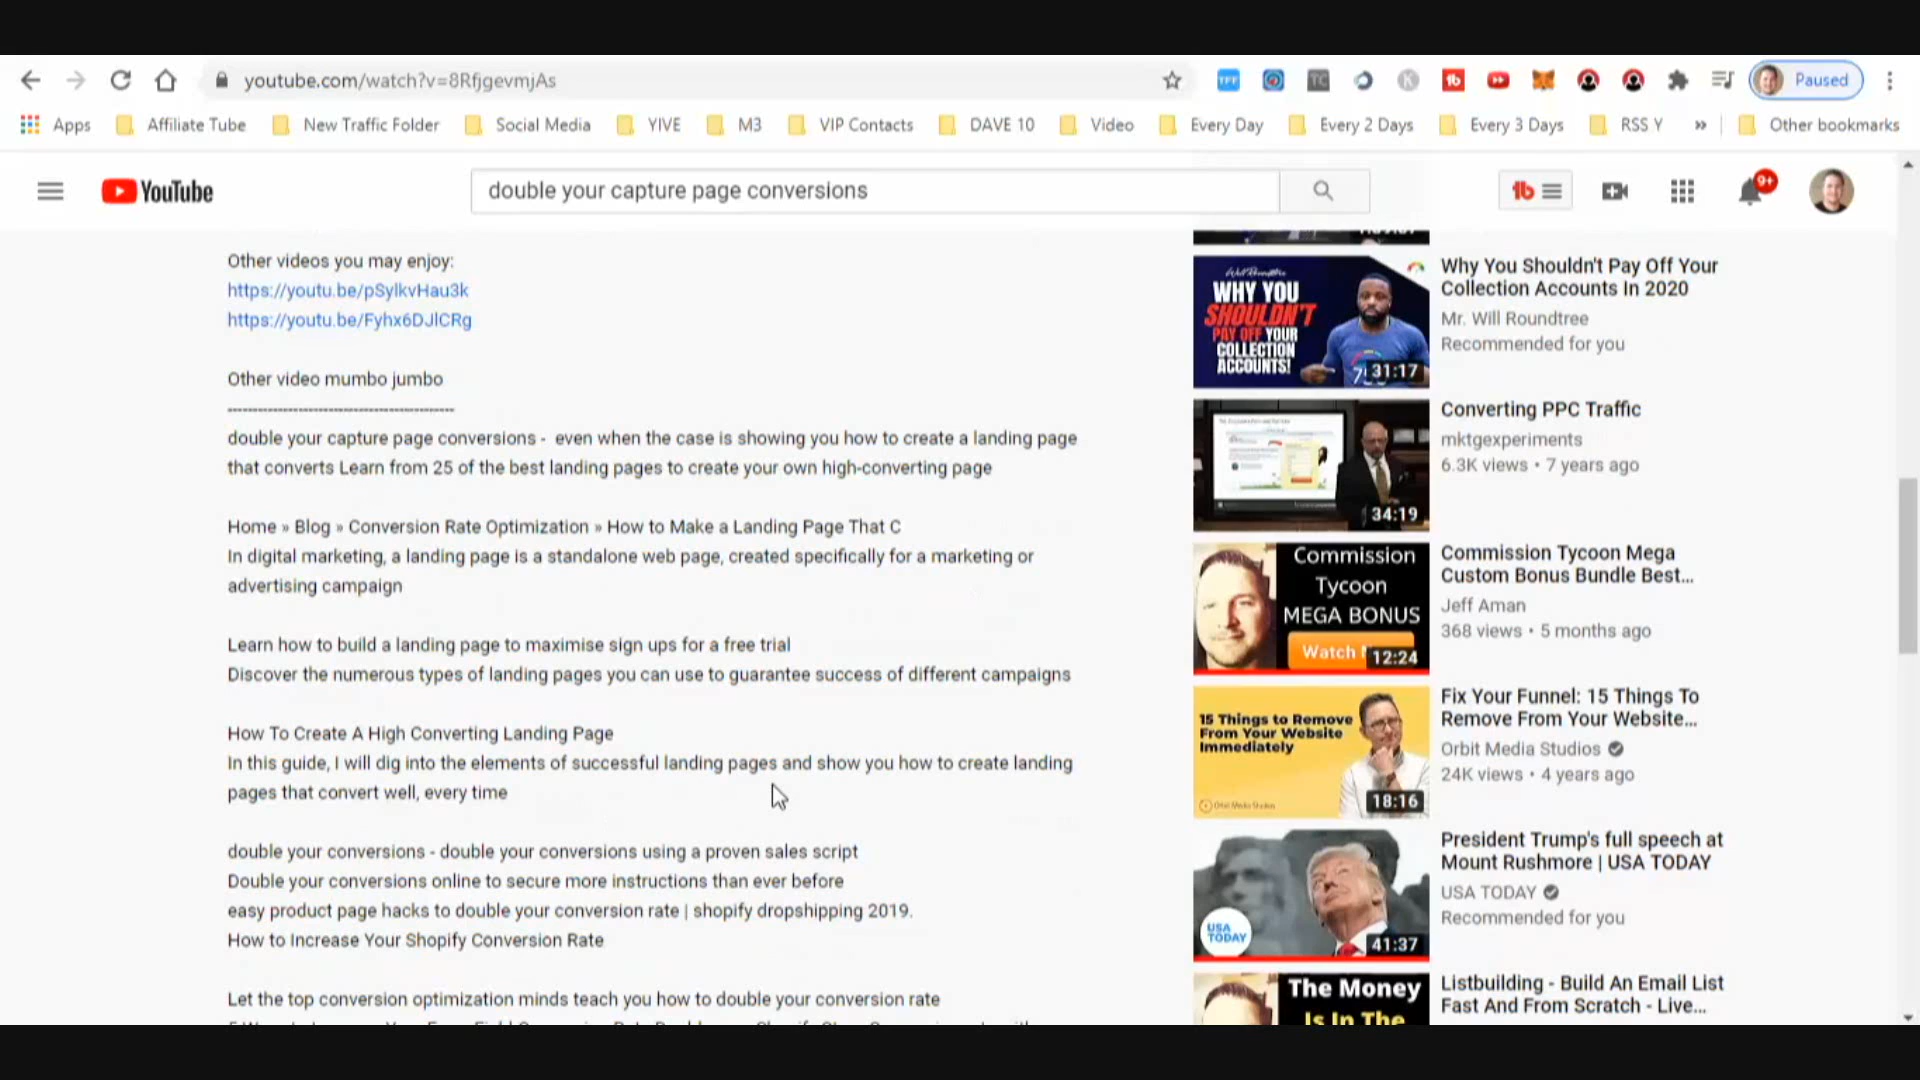 youtube.com/watch?v=8RfjgevmjAs
TC
K
Paused
Apps
Affiliate Tube
New Traffic Folder
Social Media
YIVE
M3
VIP Contacts
DAVE 10
Video
Every Day
Every 2 Days
Every 3 Days
RSS Y
»
Other bookmarks
YouTube
double your capture page conversions
9+
Other videos you may enjoy:
https://youtu.be/pSylkvHau3k
https://youtu.be/Fyhx6DJlCRg
Other video mumbo jumbo
---------------------------------------------
double your capture page conversions - even when the case is showing you how to create a landing page
that converts Learn from 25 of the best landing pages to create your own high-converting page
Home » Blog » Conversion Rate Optimization » How to Make a Landing Page That C
In digital marketing, a landing page is a standalone web page, created specifically for a marketing or
advertising campaign
Learn how to build a landing page to maximise sign ups for a free trial
Discover the numerous types of landing pages you can use to guarantee success of different campaigns
How To Create A High Converting Landing Page
In this guide, I will dig into the elements of successful landing pages and show you how to create landing
pages that convert well, every time
double your conversions - double your conversions using a proven sales script
Double your conversions online to secure more instructions than ever before
easy product page hacks to double your conversion rate | shopify dropshipping 2019.
How to Increase Your Shopify Conversion Rate
Let the top conversion optimization minds teach you how to double your conversion rate
Will Roundtree
WHY YOU
SHOULDN'T
PAY OFF YOUR
COLLECTION
ACCOUNTS!
31:17
Why You Shouldn't Pay Off Your
Collection Accounts In 2020
Mr. Will Roundtree
Recommended for you
34:19
Converting PPC Traffic
mktgexperiments
6.3K views • 7 years ago
Commission
Tycoon
MEGA BONUS
Watch
12:24
Commission Tycoon Mega
Custom Bonus Bundle Best...
Jeff Aman
368 views • 5 months ago
15 Things to Remove
From Your Website
Immediately
Orbit Media Studios
18:16
Fix Your Funnel: 15 Things To
Remove From Your Website...
Orbit Media Studios
24K views • 4 years ago
USA
TODAY
41:37
President Trump's full speech at
Mount Rushmore | USA TODAY
USA TODAY
Recommended for you
The Money
Is In The
Listbuilding - Build An Email List
Fast And From Scratch - Live...